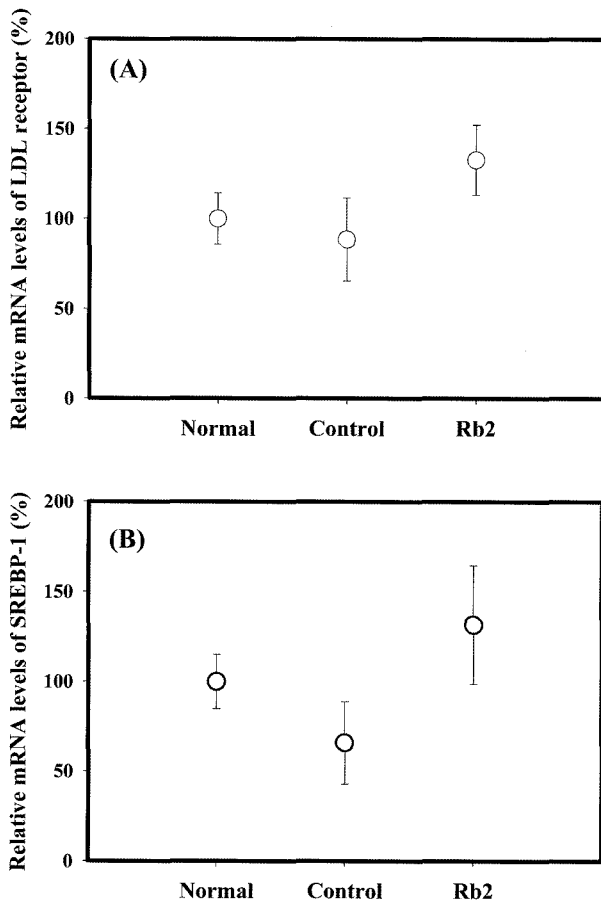 Relative mRNA levels of LDL receptor (%)
200
150
100
50
0
(A)
Normal Control Rb2
Relative mRNA levels of SREBP-1 (%)
200
150
100
50
0
(B)
Normal Control Rb2